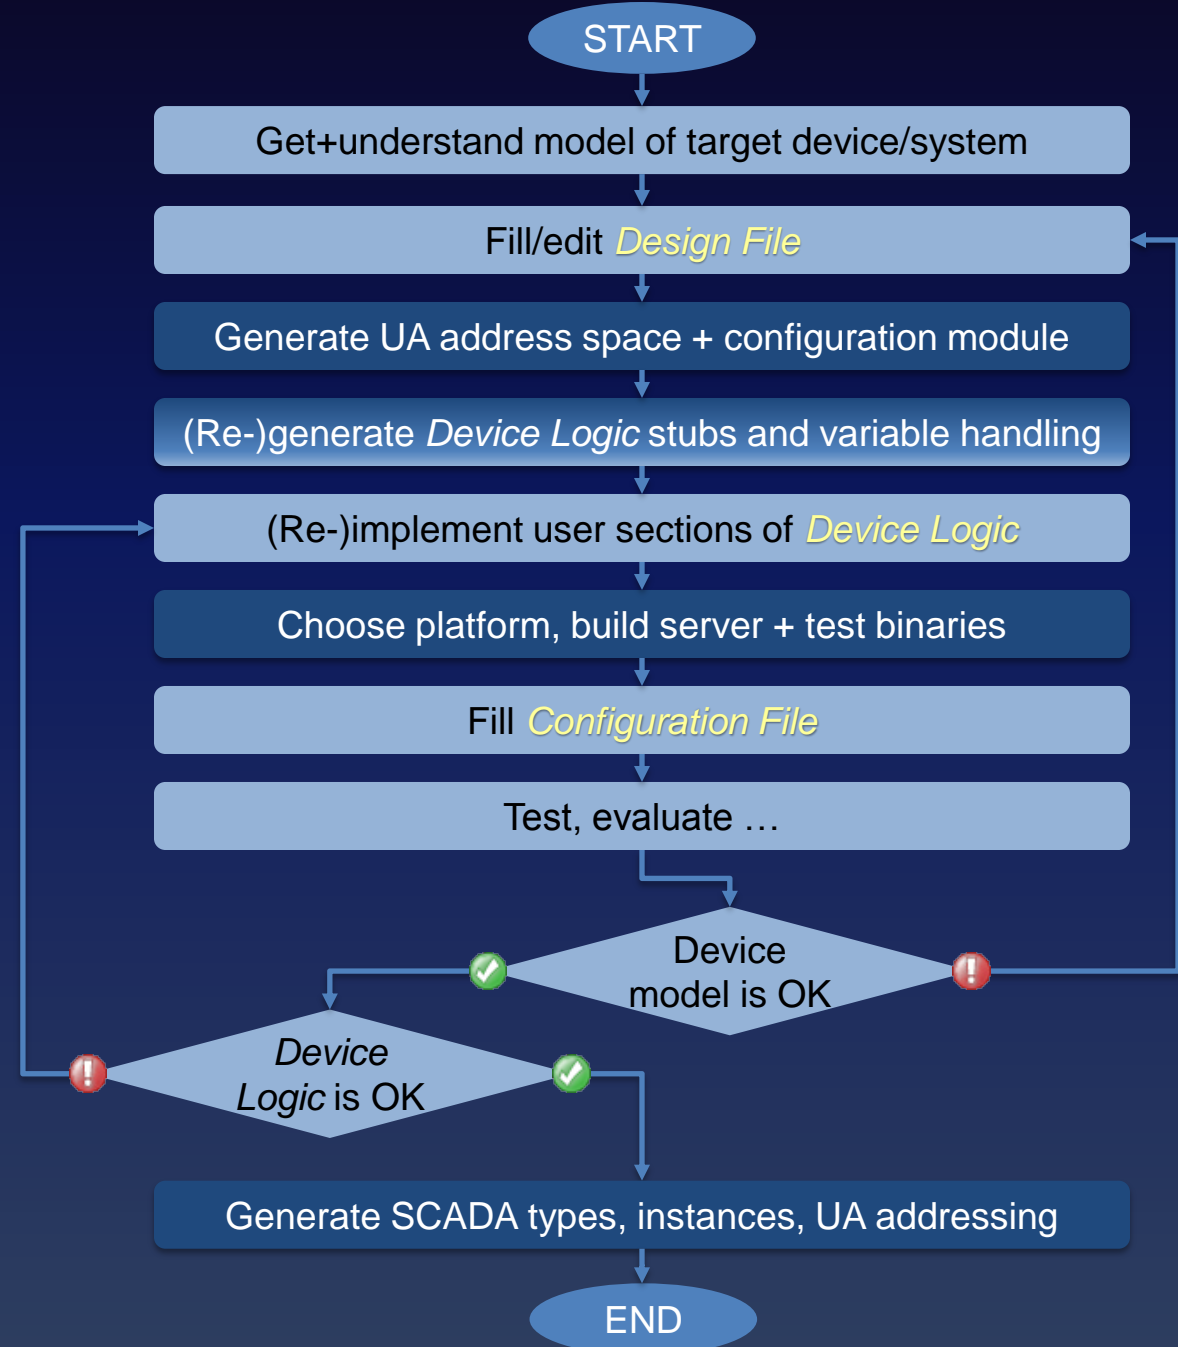 START
Get+understand model of target device/system
Fill/edit Design File
Generate UA address space + configuration module
(Re-)generate Device Logic stubs and variable handling
(Re-)implement user sections of Device Logic
Choose platform, build server + test binaries
Fill Configuration File
Test, evaluate …
Device
model is OK
Device
Logic is OK
Generate SCADA types, instances, UA addressing
END